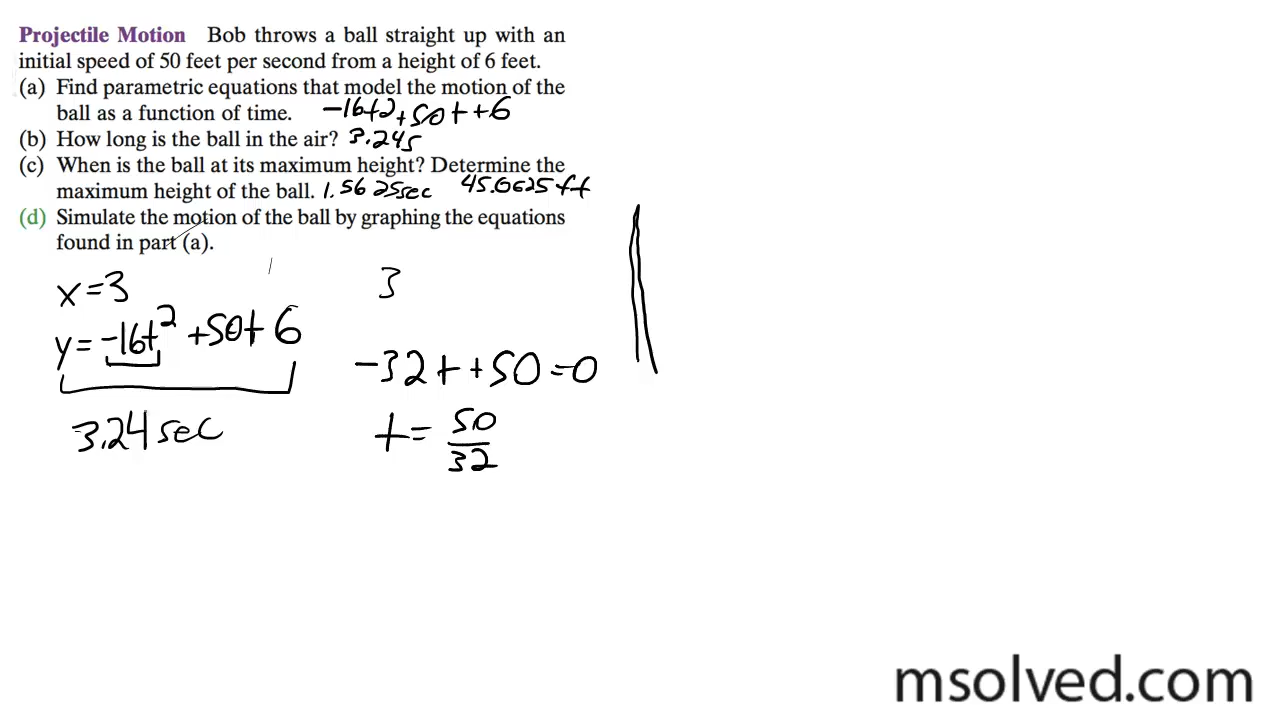 Projectile Motion Bob throws a ball straight up with an
initial speed of 50 feet per second from a height of 6 feet.
(a) Find parametric equations that model the motion of the
ball as a function of time. -16t2+50t+6
(b) How long is the ball in the air? 3.24s
(c) When is the ball at its maximum height? Determine the
maximum height of the ball. 1.5625sec 45.0625ft
(d) Simulate the motion of the ball by graphing the equations
found in part (a).
x=3
3
y=-16t² +50t 6
-32t+50=0
3.24sec
t=50/32
msolved.com